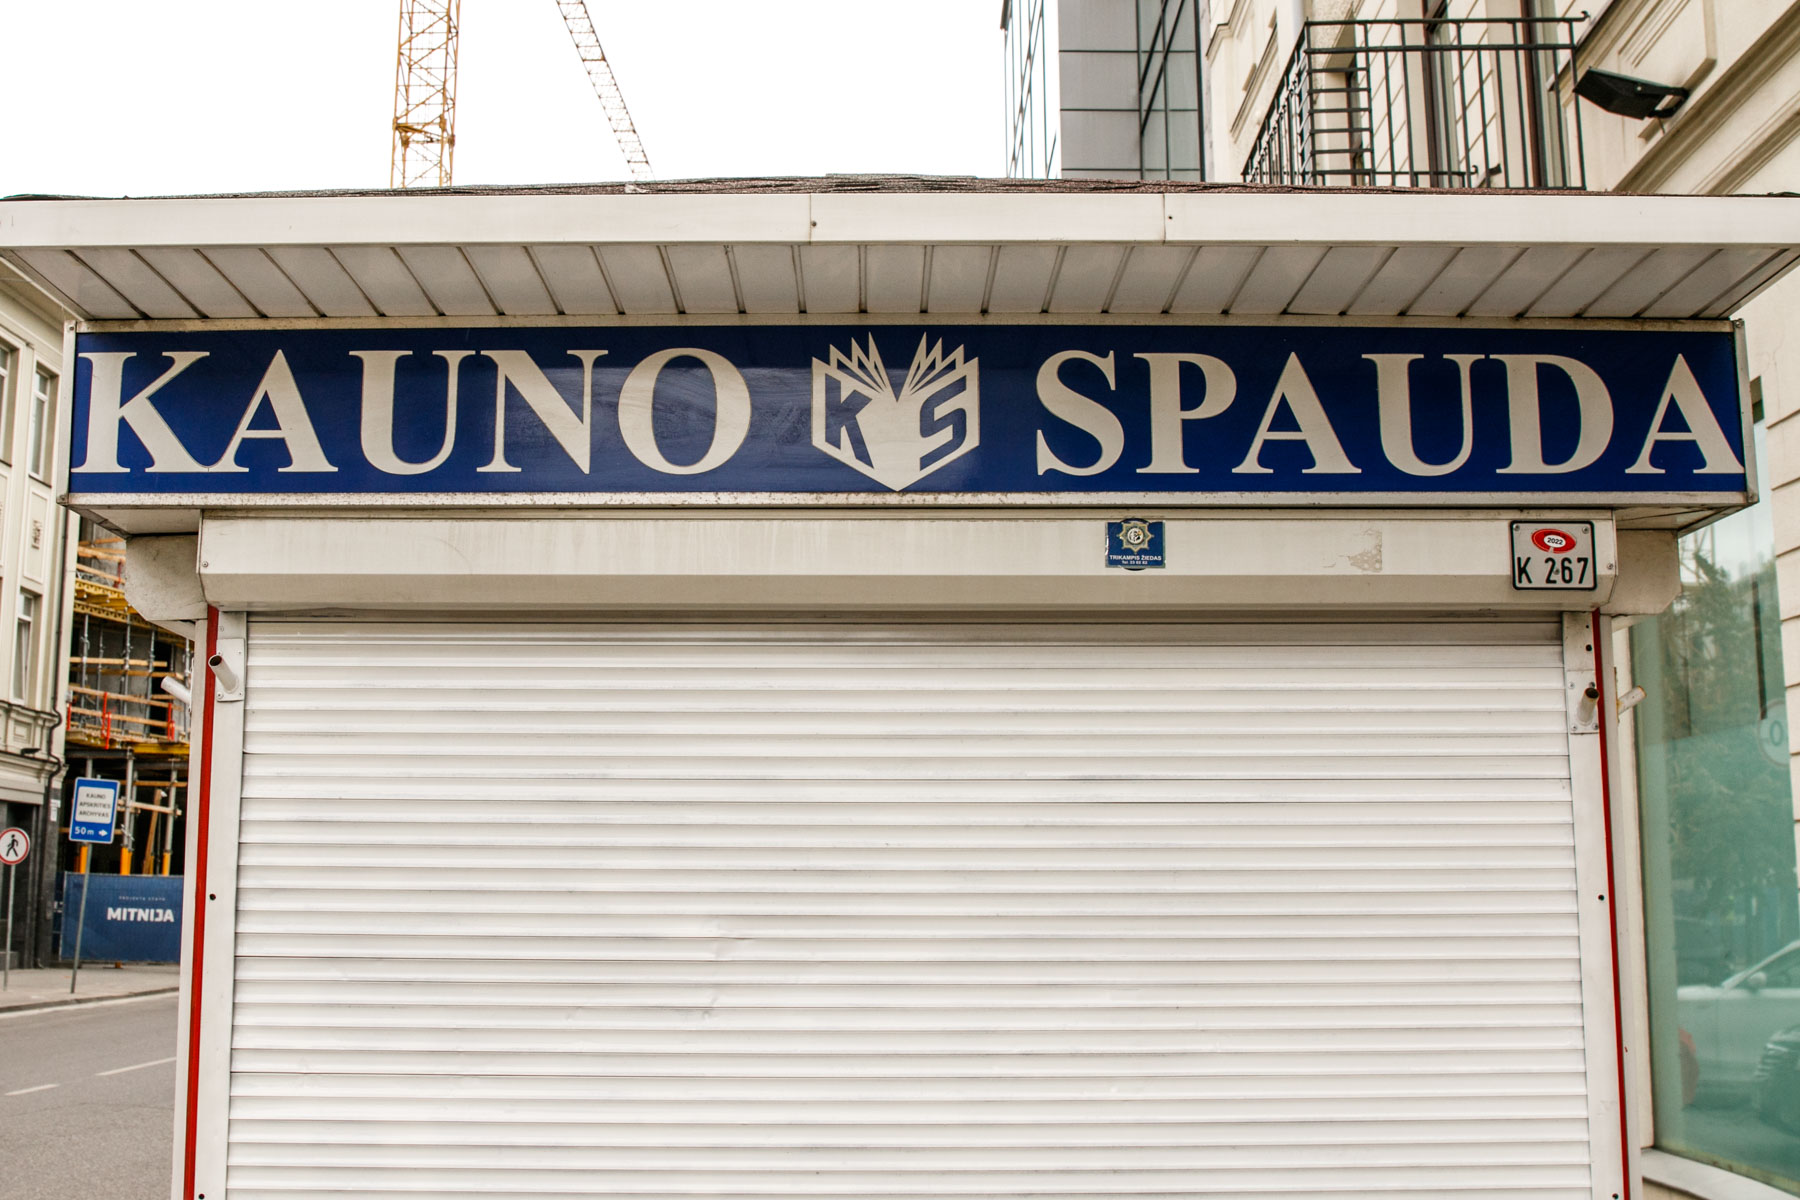 KAUNO KS SPAUDA
TRIKAMPIS ŽIEDAS
2022
K 267
KAUNO
APSKRITIES
ARCHYVAS
50 m
MITNIJA